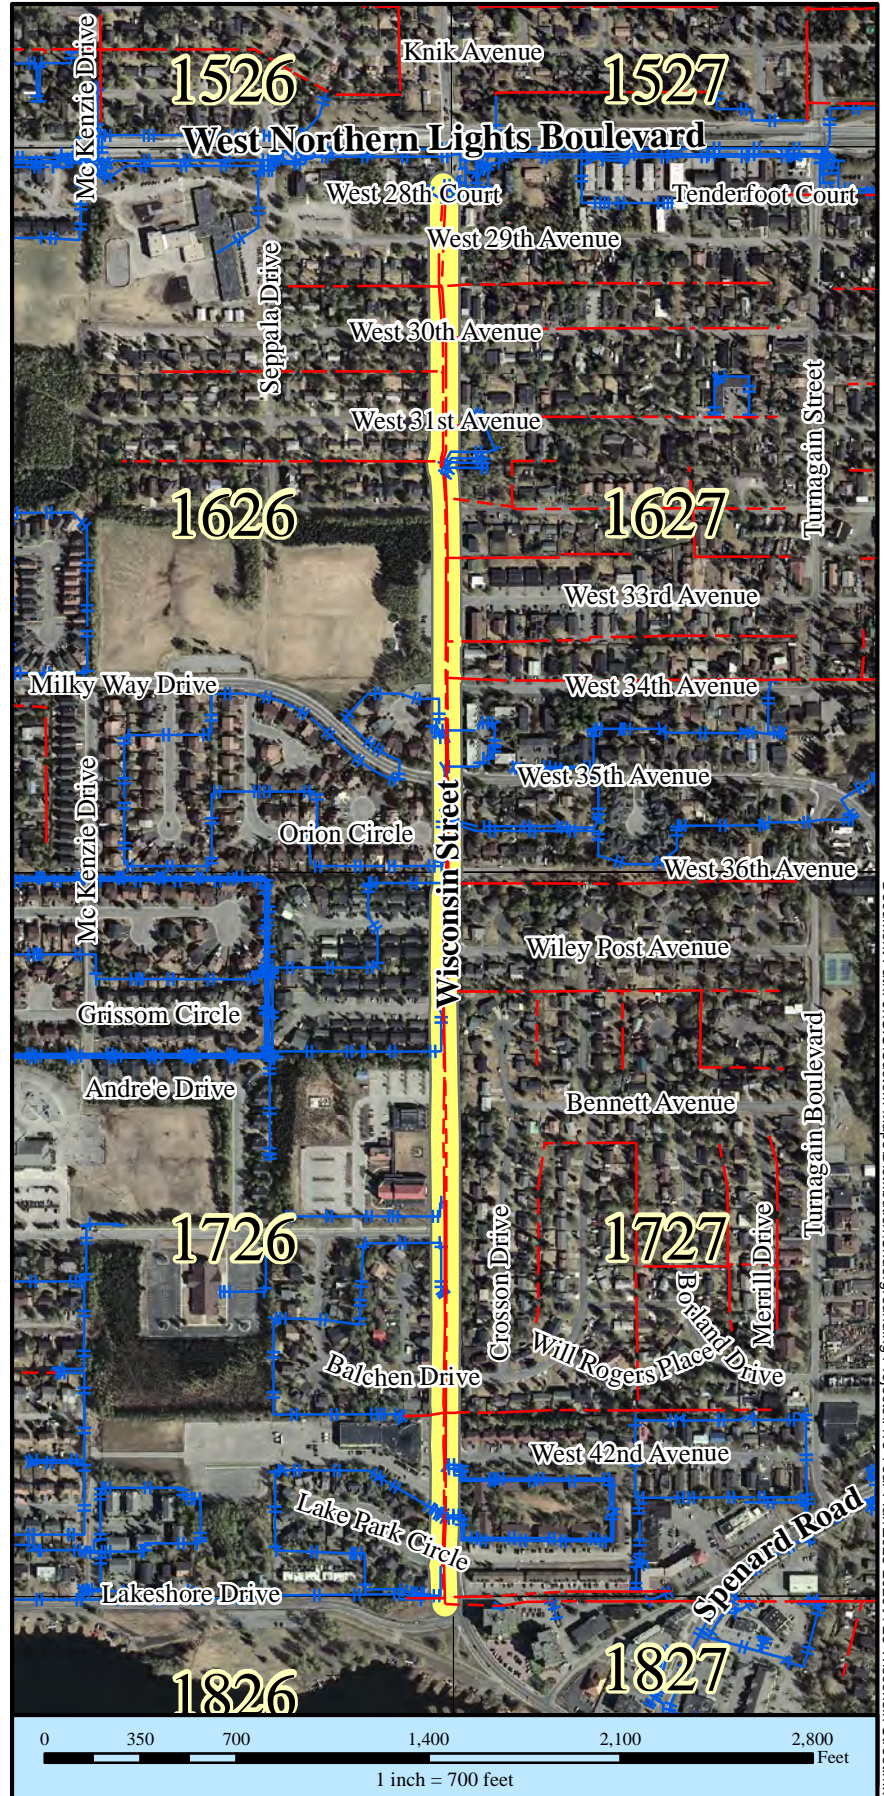 Knik Avenue
1526
1527
Mc Kenzie Drive
West Northern Lights Boulevard
West 28th Court
Tenderfoot Court
West 29th Avenue
Seppala Drive
West 30th Avenue
West 31st Avenue
Turnagain Street
1626
1627
West 33rd Avenue
Milky Way Drive
West 34th Avenue
West 35th Avenue
Mc Kenzie Drive
Orion Circle
Wisconsin Street
West 36th Avenue
Wiley Post Avenue
Grissom Circle
Andre'e Drive
Bennett Avenue
Turnagain Boulevard
1726
1727
Crosson Drive
Merrill Drive
Borland Drive
Will Rogers Place
Balchen Drive
West 42nd Avenue
Lake Park Circle
Spenard Road
Lakeshore Drive
1826
1827
0 350 700 1,400 2,100 2,800
Feet
1 inch = 700 feet